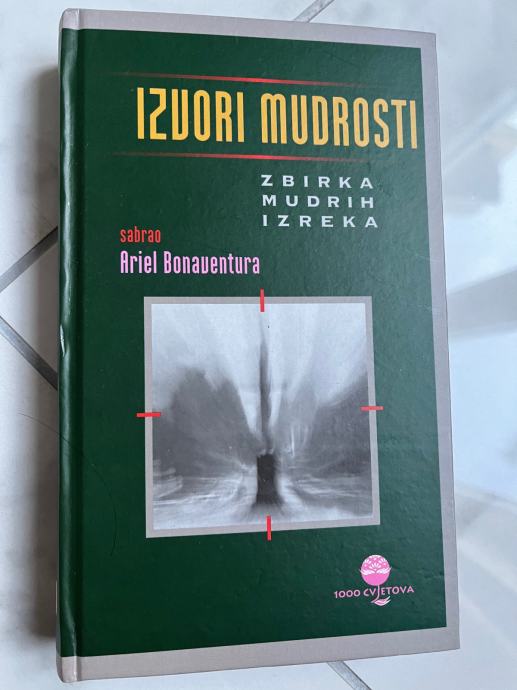 IZVORI MUDROSTI
ZBIRKA
MUDRIH
IZREKA
sabrao
Ariel Bonaventura
1000 CVJETOVA